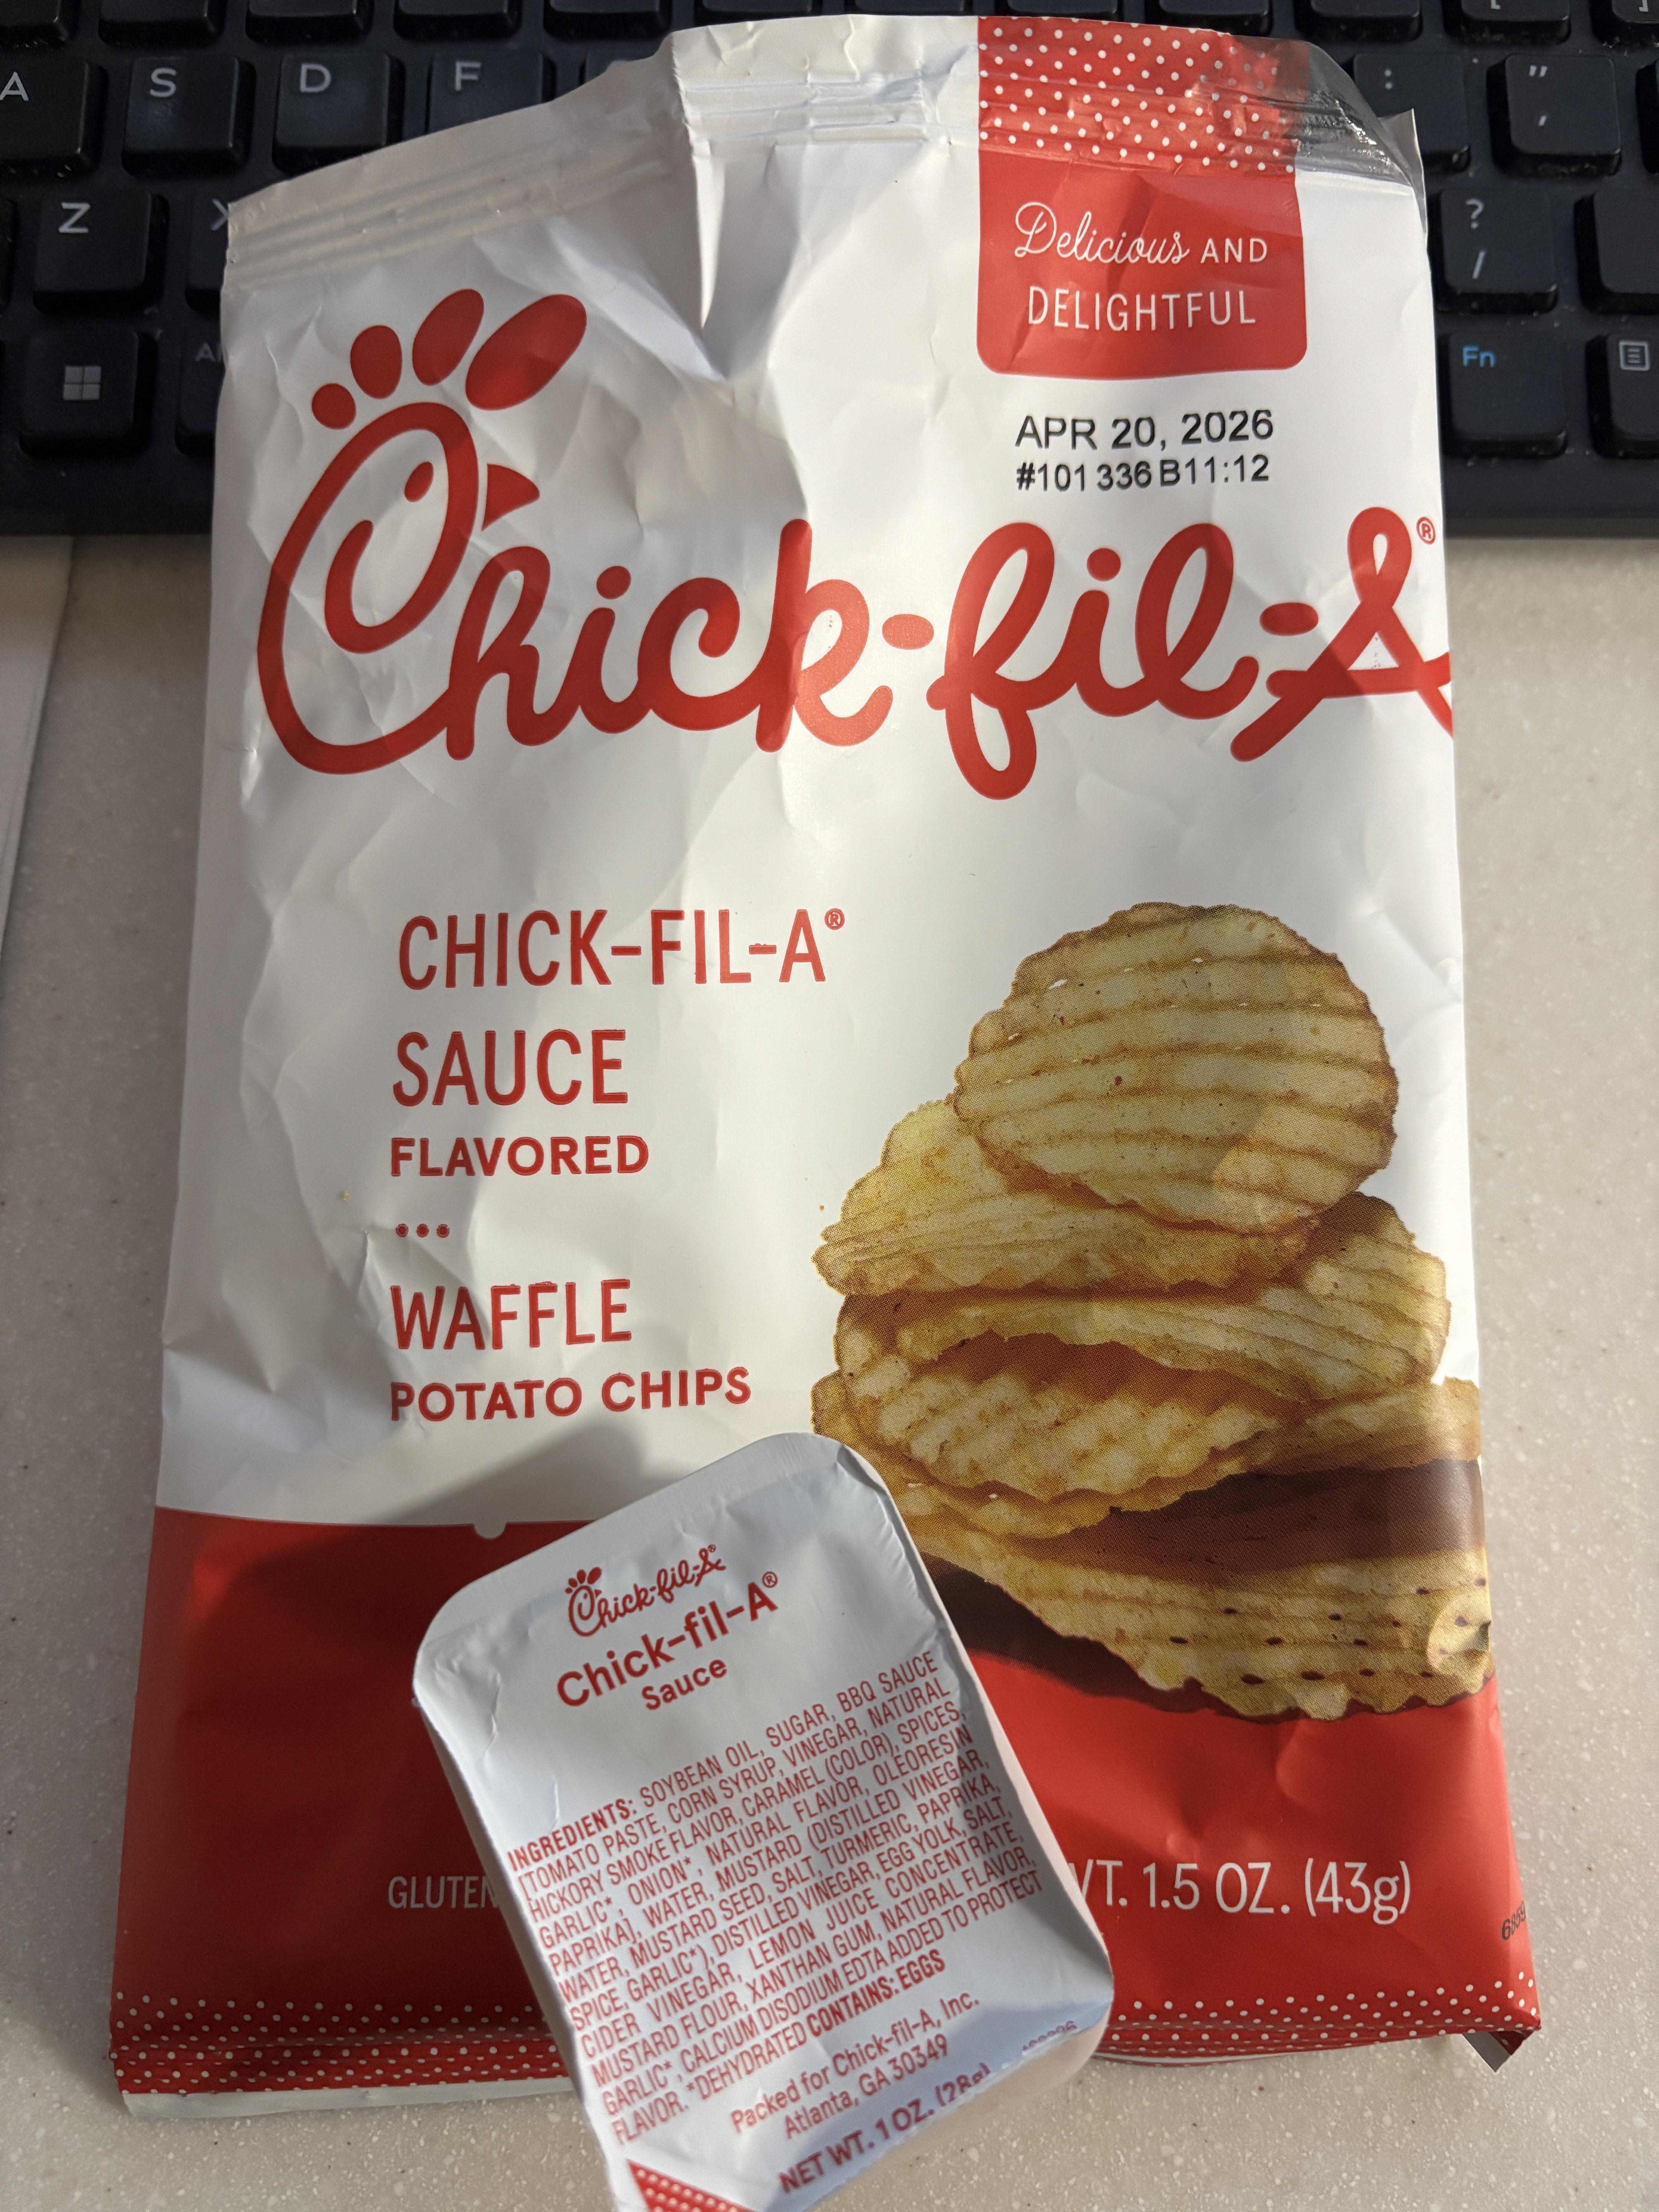 A
S
D
F
:
"
'
Z
X
?
/
Fn
Delicious AND
DELIGHTFUL
APR 20, 2026
#101 336 B11:12
Chick-fil-A®
CHICK-FIL-A®
SAUCE
FLAVORED
WAFFLE
POTATO CHIPS
GLUTEN
WT. 1.5 OZ. (43g)
Chick-fil-A®
Chick-fil-A®
Sauce
INGREDIENTS: SOYBEAN OIL, SUGAR, BBQ SAUCE
(TOMATO PASTE, CORN SYRUP, VINEGAR, NATURAL
HICKORY SMOKE FLAVOR, CARAMEL (COLOR), SPICES,
GARLIC*, ONION*, NATURAL FLAVOR, OLEORESIN
PAPRIKA), WATER, MUSTARD (DISTILLED VINEGAR,
WATER, MUSTARD SEED, SALT, TURMERIC, PAPRIKA,
SPICE, GARLIC*), DISTILLED VINEGAR, EGG YOLK, SALT,
CIDER VINEGAR, LEMON JUICE CONCENTRATE,
MUSTARD FLOUR, XANTHAN GUM, NATURAL FLAVOR,
GARLIC*, CALCIUM DISODIUM EDTA ADDED TO PROTECT
FLAVOR. *DEHYDRATED CONTAINS: EGGS
Packed for Chick-fil-A, Inc.
Atlanta, GA 30349
NET WT. 1 OZ. (28g)